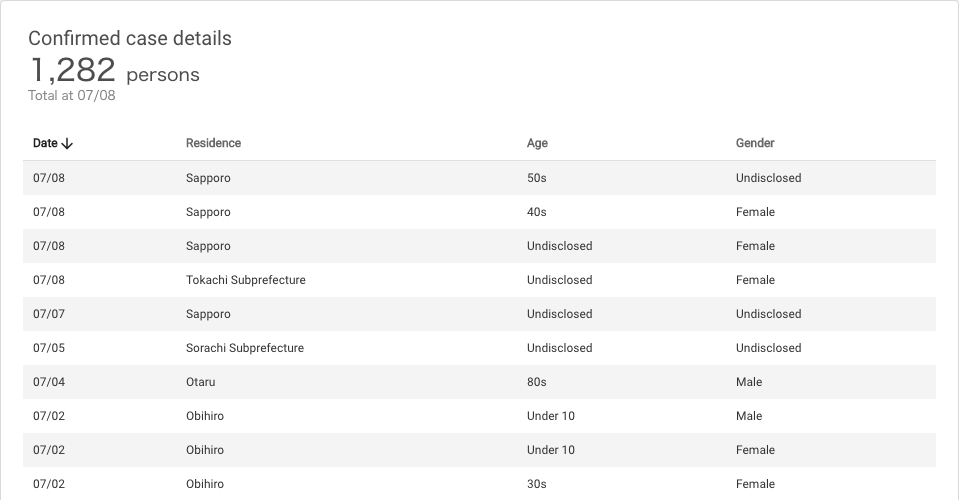 Confirmed case details
1,282 persons
Total at 07/08
Date Residence Age Gender
07/08 Sapporo 50s Undisclosed
07/08 Sapporo 40s Female
07/08 Sapporo Undisclosed Female
07/08 Tokachi Subprefecture Undisclosed Female
07/07 Sapporo Undisclosed Undisclosed
07/05 Sorachi Subprefecture Undisclosed Undisclosed
07/04 Otaru 80s Male
07/02 Obihiro Under 10 Male
07/02 Obihiro Under 10 Female
07/02 Obihiro 30s Female